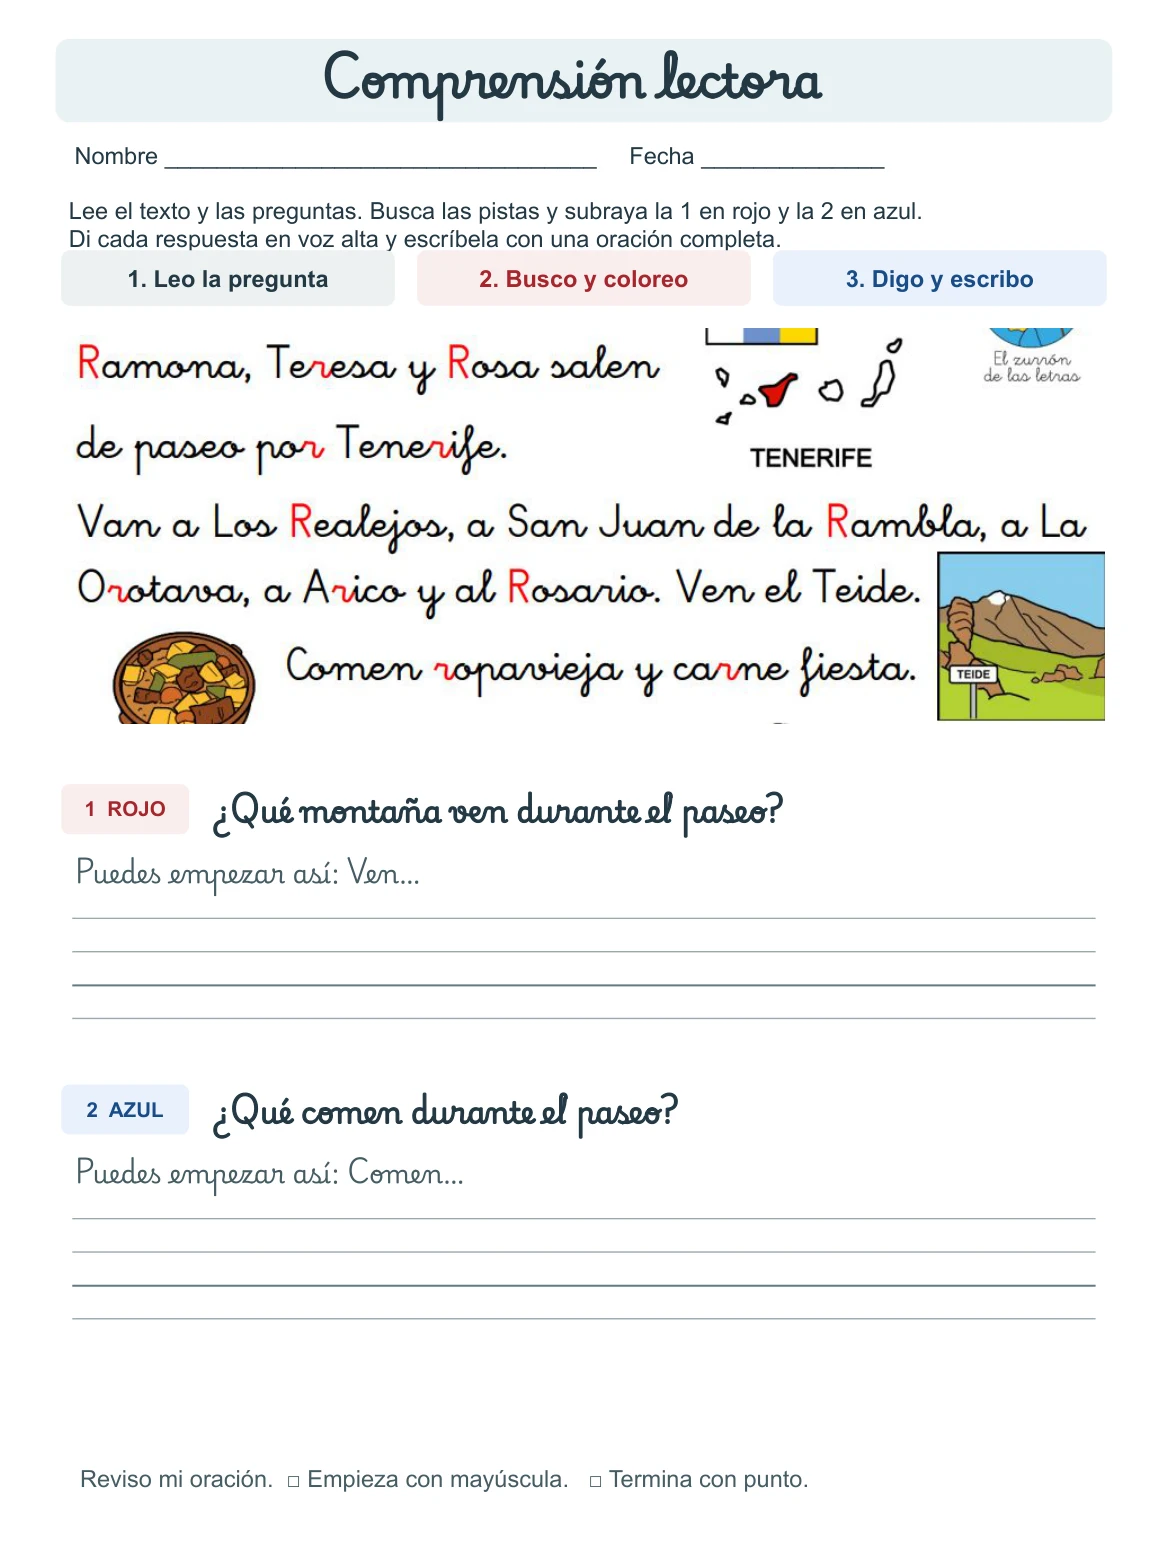 Comprensión lectora
Nombre __________________________________ Fecha ______________
Lee el texto y las preguntas. Busca las pistas y subraya la 1 en rojo y la 2 en azul.
Di cada respuesta en voz alta y escríbela con una oración completa.
1. Leo la pregunta
2. Busco y coloreo
3. Digo y escribo
Ramona, Teresa y Rosa salen
de paseo por Tenerife.
TENERIFE
El zurrón
de las letras
Van a Los Realejos, a San Juan de la Rambla, a La
Orotava, a Arico y al Rosario. Ven el Teide.
Comen ropavieja y carne fiesta.
TEIDE
1 ROJO
¿Qué montaña ven durante el paseo?
Puedes empezar así: Ven...
2 AZUL
¿Qué comen durante el paseo?
Puedes empezar así: Comen...
Reviso mi oración. □ Empieza con mayúscula. □ Termina con punto.